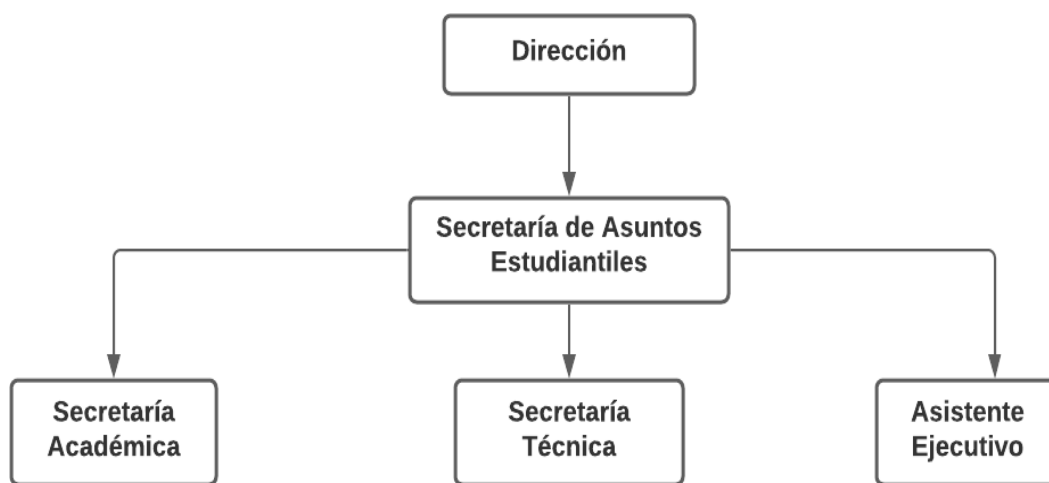 Dirección
Secretaría de Asuntos
Estudiantiles
Secretaría
Académica
Secretaría
Técnica
Asistente
Ejecutivo